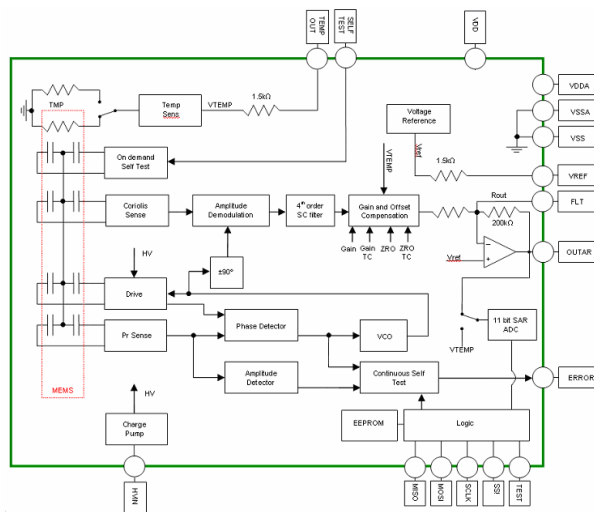 TEMP
OUT
SELF
TEST
VDD
VDDA
VSSA
VSS
VREF
FLT
OUTAR
ERROR
TMP
Temp
Sens
VTEMP
1.5kΩ
Voltage
Reference
Vref
1.5kΩ
On demand
Self Test
VTEMP
Coriolis
Sense
Amplitude
Demodulation
4th order
SC filter
Gain and Offset
Compensation
Rout
200kΩ
Gain
Gain
TC
ZRO
ZRO
TC
Vref
HV
±90°
Drive
Phase Detector
VCO
11 bit SAR
ADC
VTEMP
Pr Sense
Amplitude
Detector
Continuous Self
Test
MEMS
HV
Charge
Pump
EEPROM
Logic
HVIN
MISO
MOSI
SCLK
SSI
TEST